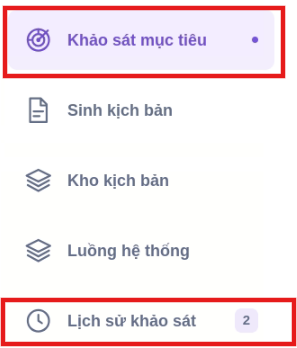 Khảo sát mục tiêu
Sinh kịch bản
Kho kịch bản
Luồng hệ thống
Lịch sử khảo sát 2